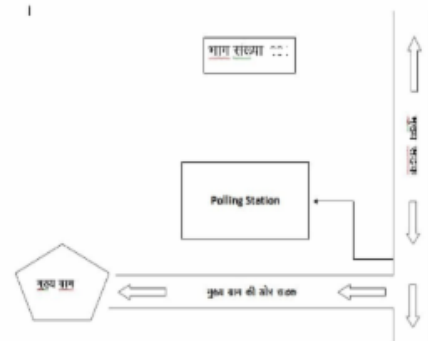 भाग संख्या
मुख्य सड़क
Polling Station
मुख्य ग्राम
मुख्य ग्राम की ओर सड़क